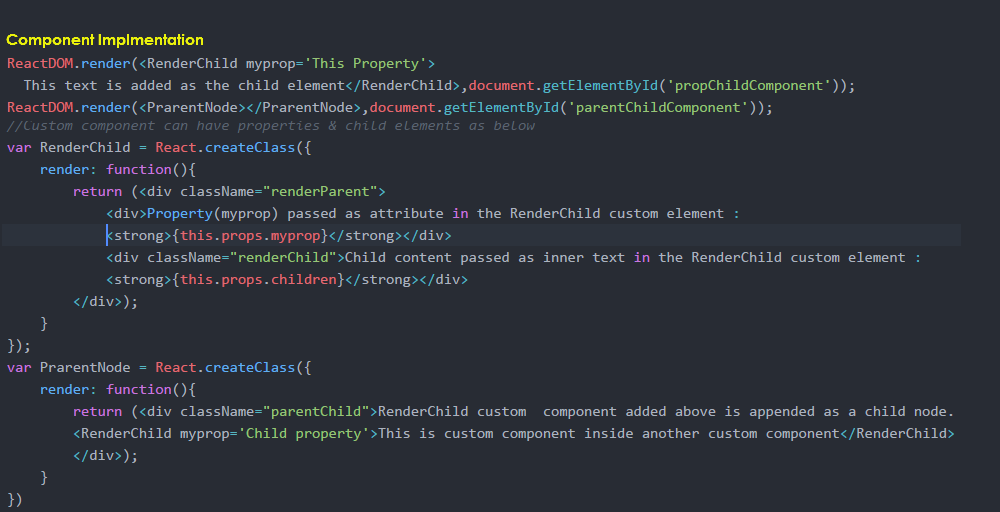 Component Implmentation
ReactDOM.render(<RenderChild myprop='This Property'>
  This text is added as the child element</RenderChild>,document.getElementById('propChildComponent'));
ReactDOM.render(<PrarentNode></PrarentNode>,document.getElementById('parentChildComponent'));
//Custom component can have properties & child elements as below
var RenderChild = React.createClass({
    render: function(){
        return (<div className="renderParent">
            <div>Property(myprop) passed as attribute in the RenderChild custom element :
            <strong>{this.props.myprop}</strong></div>
            <div className="renderChild">Child content passed as inner text in the RenderChild custom element :
            <strong>{this.props.children}</strong></div>
        </div>);
    }
});
var PrarentNode = React.createClass({
    render: function(){
        return (<div className="parentChild">RenderChild custom  component added above is appended as a child node.
        <RenderChild myprop='Child property'>This is custom component inside another custom component</RenderChild>
        </div>);
    }
})